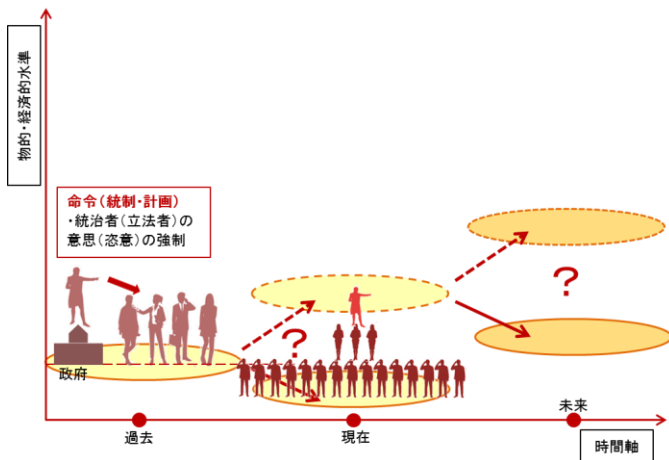 物的・経済的水準
命令(統制・計画)
・統治者(立法者)の
意思(恣意)の強制
政府
?
?
過去
現在
未来
時間軸